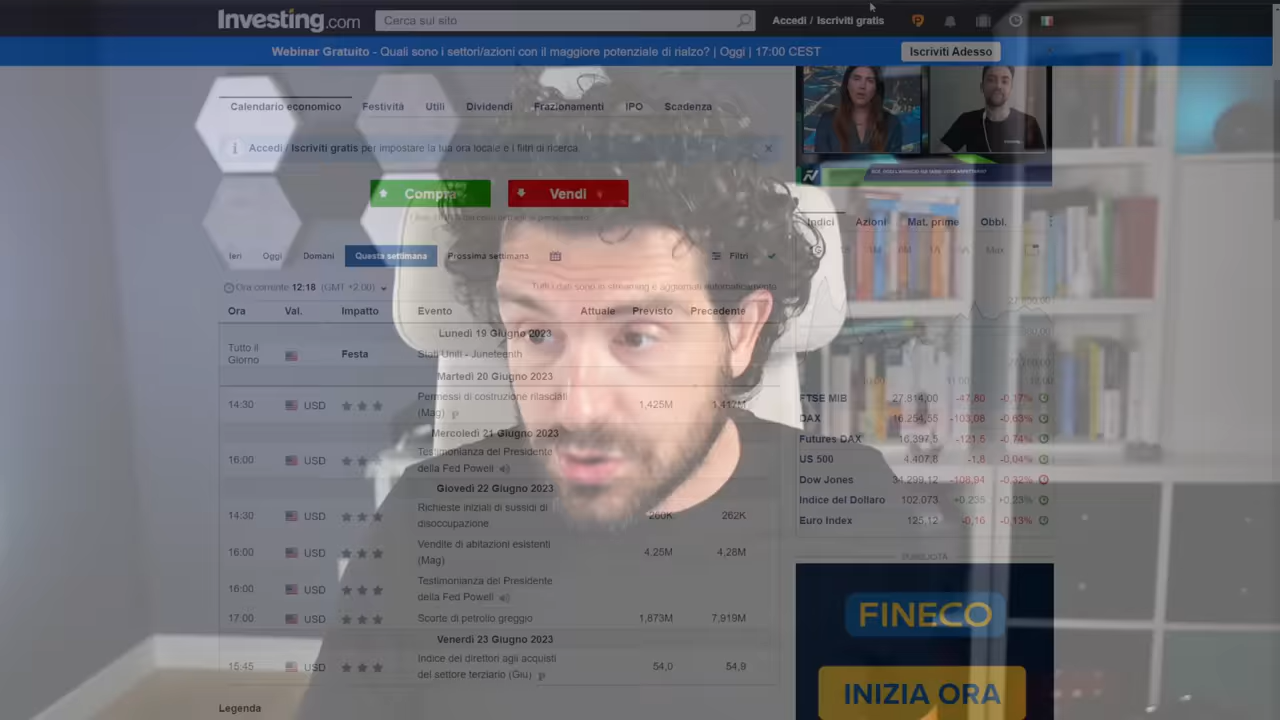 Investing.com
Cerca sul sito
Accedi / Iscriviti gratis
Webinar Gratuito - Quali sono i settori/azioni con il maggiore potenziale di rialzo? | Oggi | 17:00 CEST
Iscriviti Adesso
Calendario economico Festività Utili Dividendi Frazionamenti IPO Scadenza
Accedi / Iscriviti gratis per impostare la tua ora locale e i filtri di ricerca.
Compra Vendi
Ieri Oggi Domani Questa settimana Prossima settimana Filtri
Ora corrente 12:18 (GMT +2:00)
Tutti i dati sono in streaming e aggiornati automaticamente
Ora Val. Impatto Evento Attuale Previsto Precedente
Lunedì 19 Giugno 2023
Tutto il
Giorno
Festa
Stati Uniti - Juneteenth
Martedì 20 Giugno 2023
14:30 USD Permessi di costruzione rilasciati 1,425M 1,412M
(Mag)
Mercoledì 21 Giugno 2023
16:00 USD Testimonianza del Presidente
della Fed Powell
Giovedì 22 Giugno 2023
14:30 USD Richieste iniziali di sussidi di 260K 262K
disoccupazione
16:00 USD Vendite di abitazioni esistenti 4,25M 4,28M
(Mag)
16:00 USD Testimonianza del Presidente
della Fed Powell
17:00 USD Scorte di petrolio greggio 1,873M 7,919M
Venerdì 23 Giugno 2023
15:45 USD Indice dei direttori agli acquisti 54,0 54,9
del settore terziario (Giu)
Legenda
Indici Azioni Mat. prime Obbl.
Max
FTSE MIB 27.814,00 -47,80 -0,17%
DAX 16.254,55 -103,08 -0,63%
Futures DAX 16.397,5 -121,5 -0,74%
US 500 4.407,8 -1,8 -0,04%
Dow Jones 34.299,12 -108,94 -0,32%
Indice del Dollaro 102,073 +0,235 +0,23%
Euro Index 125,12 -0,16 -0,13%
PUBBLICITÀ
FINECO
INIZIA ORA